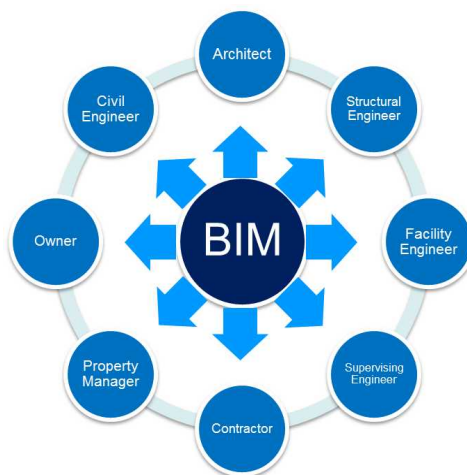 Architect
Civil
Engineer
Structural
Engineer
BIM
Owner
Facility
Engineer
Property
Manager
Supervising
Engineer
Contractor